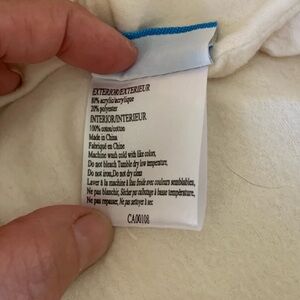 EXTERIOR/EXTERIEUR
80% acrylic/acrylique
20% polyester
INTERIOR/INTERIEUR
100% cotton/cotton
Made in China
Fabriqué en Chine
Machine wash cold with like colors,
Do not bleach Tumble dry low temperature,
Do not iron,Do not dry clean
Laver à la machine à l'eau froide avec couleurs semblables,
Ne pas blanchir, Sécher par culbutage à basse température,
Ne pas repasser, Ne pas nettoyer à sec
CA00108